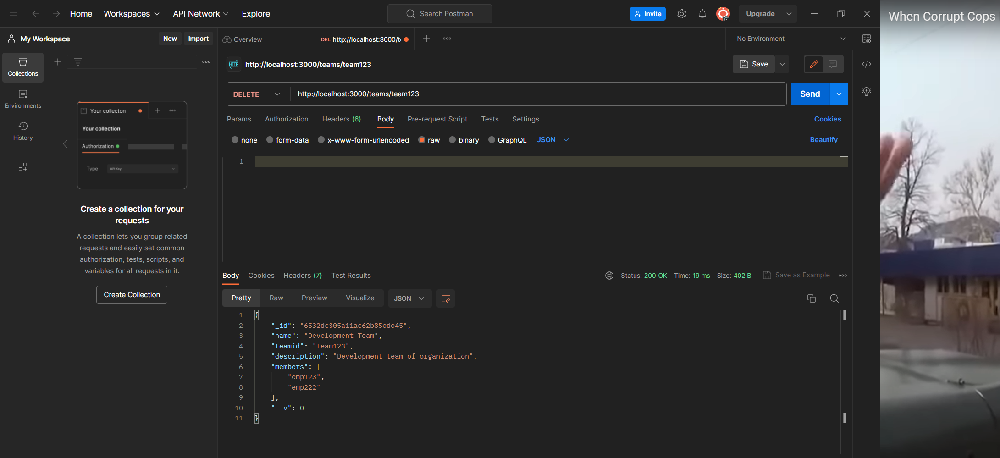 Home Workspaces API Network Explore Search Postman Invite Upgrade
When Corrupt Cops
My Workspace New Import Overview DEL http://localhost:3000/t No Environment
Collections
Environments
History
Your collecton
Your collection
Authorization
Type API Key
Create a collection for your
requests
A collection lets you group related
requests and easily set common
authorization, tests, scripts, and
variables for all requests in it.
Create Collection
HTTP http://localhost:3000/teams/team123 Save
DELETE http://localhost:3000/teams/team123 Send
Params Authorization Headers (6) Body Pre-request Script Tests Settings Cookies
none form-data x-www-form-urlencoded raw binary GraphQL JSON Beautify
1
Body Cookies Headers (7) Test Results Status: 200 OK Time: 19 ms Size: 402 B Save as Example
Pretty Raw Preview Visualize JSON
1 {
2 "_id": "6532dc305a11ac62b85ede45",
3 "name": "Development Team",
4 "teamid": "team123",
5 "description": "Development team of organization",
6 "members": [
7 "emp123",
8 "emp222"
9 ],
10 "__v": 0
11 }